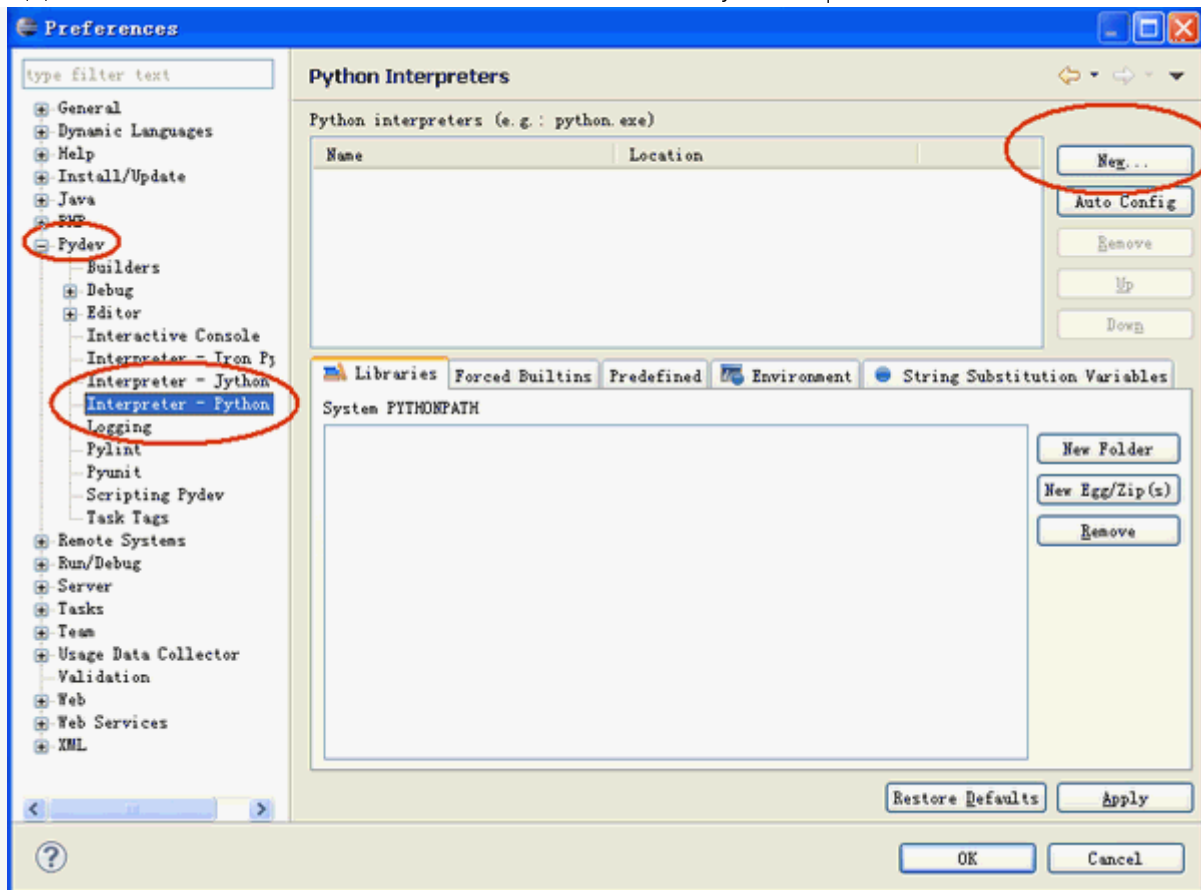 Preferences
type filter text
Python Interpreters
General
Dynamic Languages
Help
Install/Update
Java
PHP
Pydev
Builders
Debug
Editor
Interactive Console
Interpreter - Iron Py
Interpreter - Jython
Interpreter - Python
Logging
Pylint
Pyunit
Scripting Pydev
Task Tags
Remote Systems
Run/Debug
Server
Tasks
Team
Usage Data Collector
Validation
Web
Web Services
XML
Python interpreters (e.g.: python.exe)
Name Location
New...
Auto Config
Remove
Up
Down
Libraries Forced Builtins Predefined Environment String Substitution Variables
System PYTHONPATH
New Folder
New Egg/Zip(s)
Remove
Restore Defaults Apply
OK Cancel